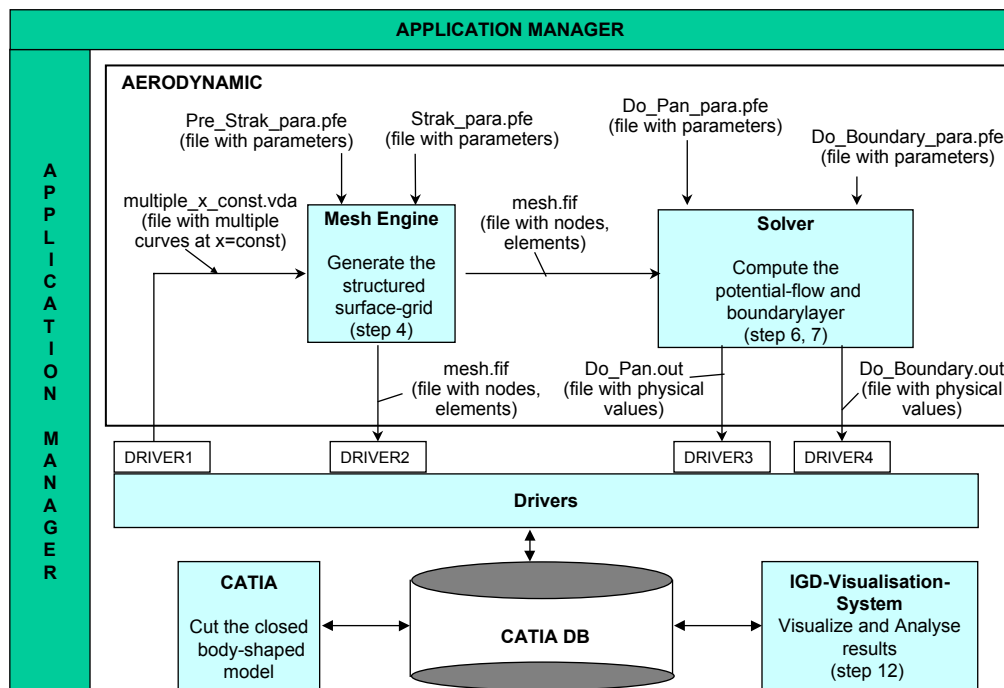 APPLICATION MANAGER
APPLICATION MANAGER
AERODYNAMIC
Pre_Strak_para.pfe
(file with parameters)
Strak_para.pfe
(file with parameters)
Do_Pan_para.pfe
(file with parameters)
Do_Boundary_para.pfe
(file with parameters)
multiple_x_const.vda
(file with multiple
curves at x=const)
Mesh Engine
Generate the
structured
surface-grid
(step 4)
mesh.fif
(file with nodes,
elements)
Solver
Compute the
potential-flow and
boundarylayer
(step 6, 7)
mesh.fif
(file with nodes,
elements)
Do_Pan.out
(file with physical
values)
Do_Boundary.out
(file with physical
values)
DRIVER1
DRIVER2
DRIVER3
DRIVER4
Drivers
CATIA
Cut the closed
body-shaped
model
CATIA DB
IGD-Visualisation-
System
Visualize and Analyse
results
(step 12)